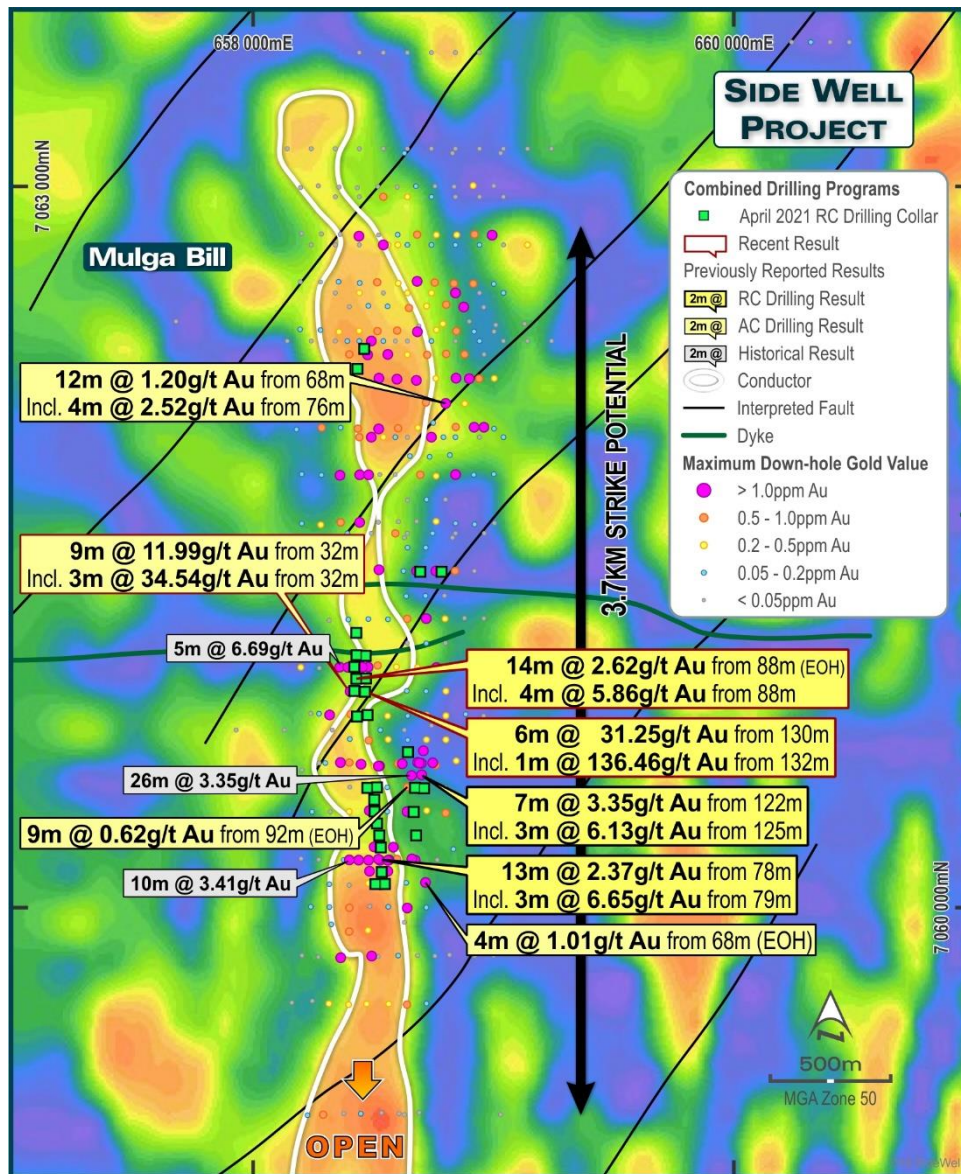 658 000mE
660 000mE
SIDE WELL
PROJECT
7 063 000mN
Combined Drilling Programs
April 2021 RC Drilling Collar
Recent Result
Previously Reported Results
2m @ RC Drilling Result
2m @ AC Drilling Result
2m @ Historical Result
Conductor
Interpreted Fault
Dyke
Maximum Down-hole Gold Value
> 1.0ppm Au
0.5 - 1.0ppm Au
0.2 - 0.5ppm Au
0.05 - 0.2ppm Au
< 0.05ppm Au
Mulga Bill
12m @ 1.20g/t Au from 68m
Incl. 4m @ 2.52g/t Au from 76m
3.7KM STRIKE POTENTIAL
9m @ 11.99g/t Au from 32m
Incl. 3m @ 34.54g/t Au from 32m
5m @ 6.69g/t Au
14m @ 2.62g/t Au from 88m (EOH)
Incl. 4m @ 5.86g/t Au from 88m
6m @ 31.25g/t Au from 130m
1m @ 136.46g/t Au from 132m
26m @ 3.35g/t Au
7m @ 3.35g/t Au from 122m
Incl. 3m @ 6.13g/t Au from 125m
9m @ 0.62g/t Au from 92m (EOH)
13m @ 2.37g/t Au from 78m
Incl. 3m @ 6.65g/t Au from 79m
10m @ 3.41g/t Au
4m @ 1.01g/t Au from 68m (EOH)
7 060 000mN
N
500m
MGA Zone 50
OPEN